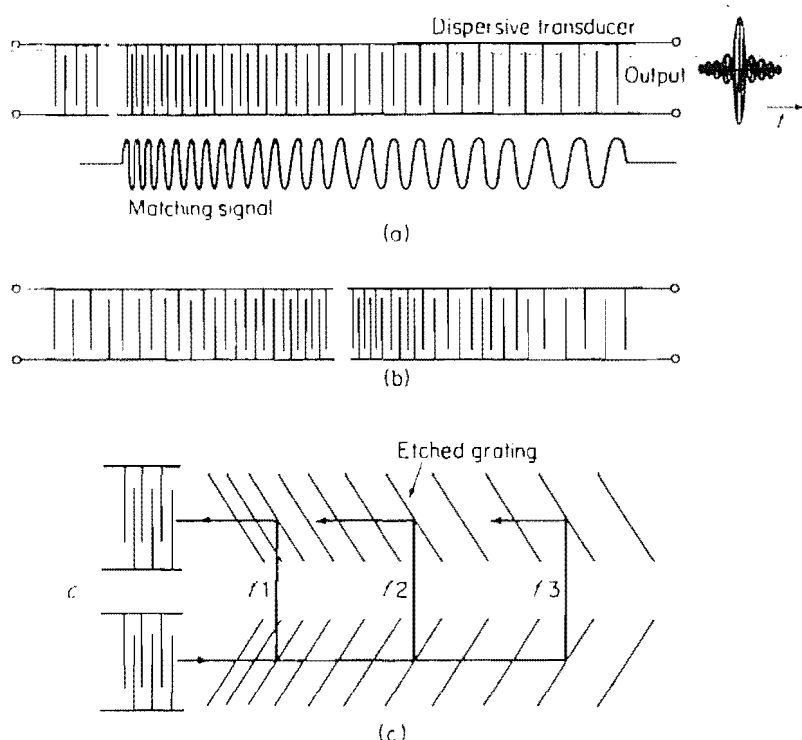 Dispersive transducer
Output
t
Matching signal
(a)
(b)
Etched grating
c
f1
f2
f3
(c)